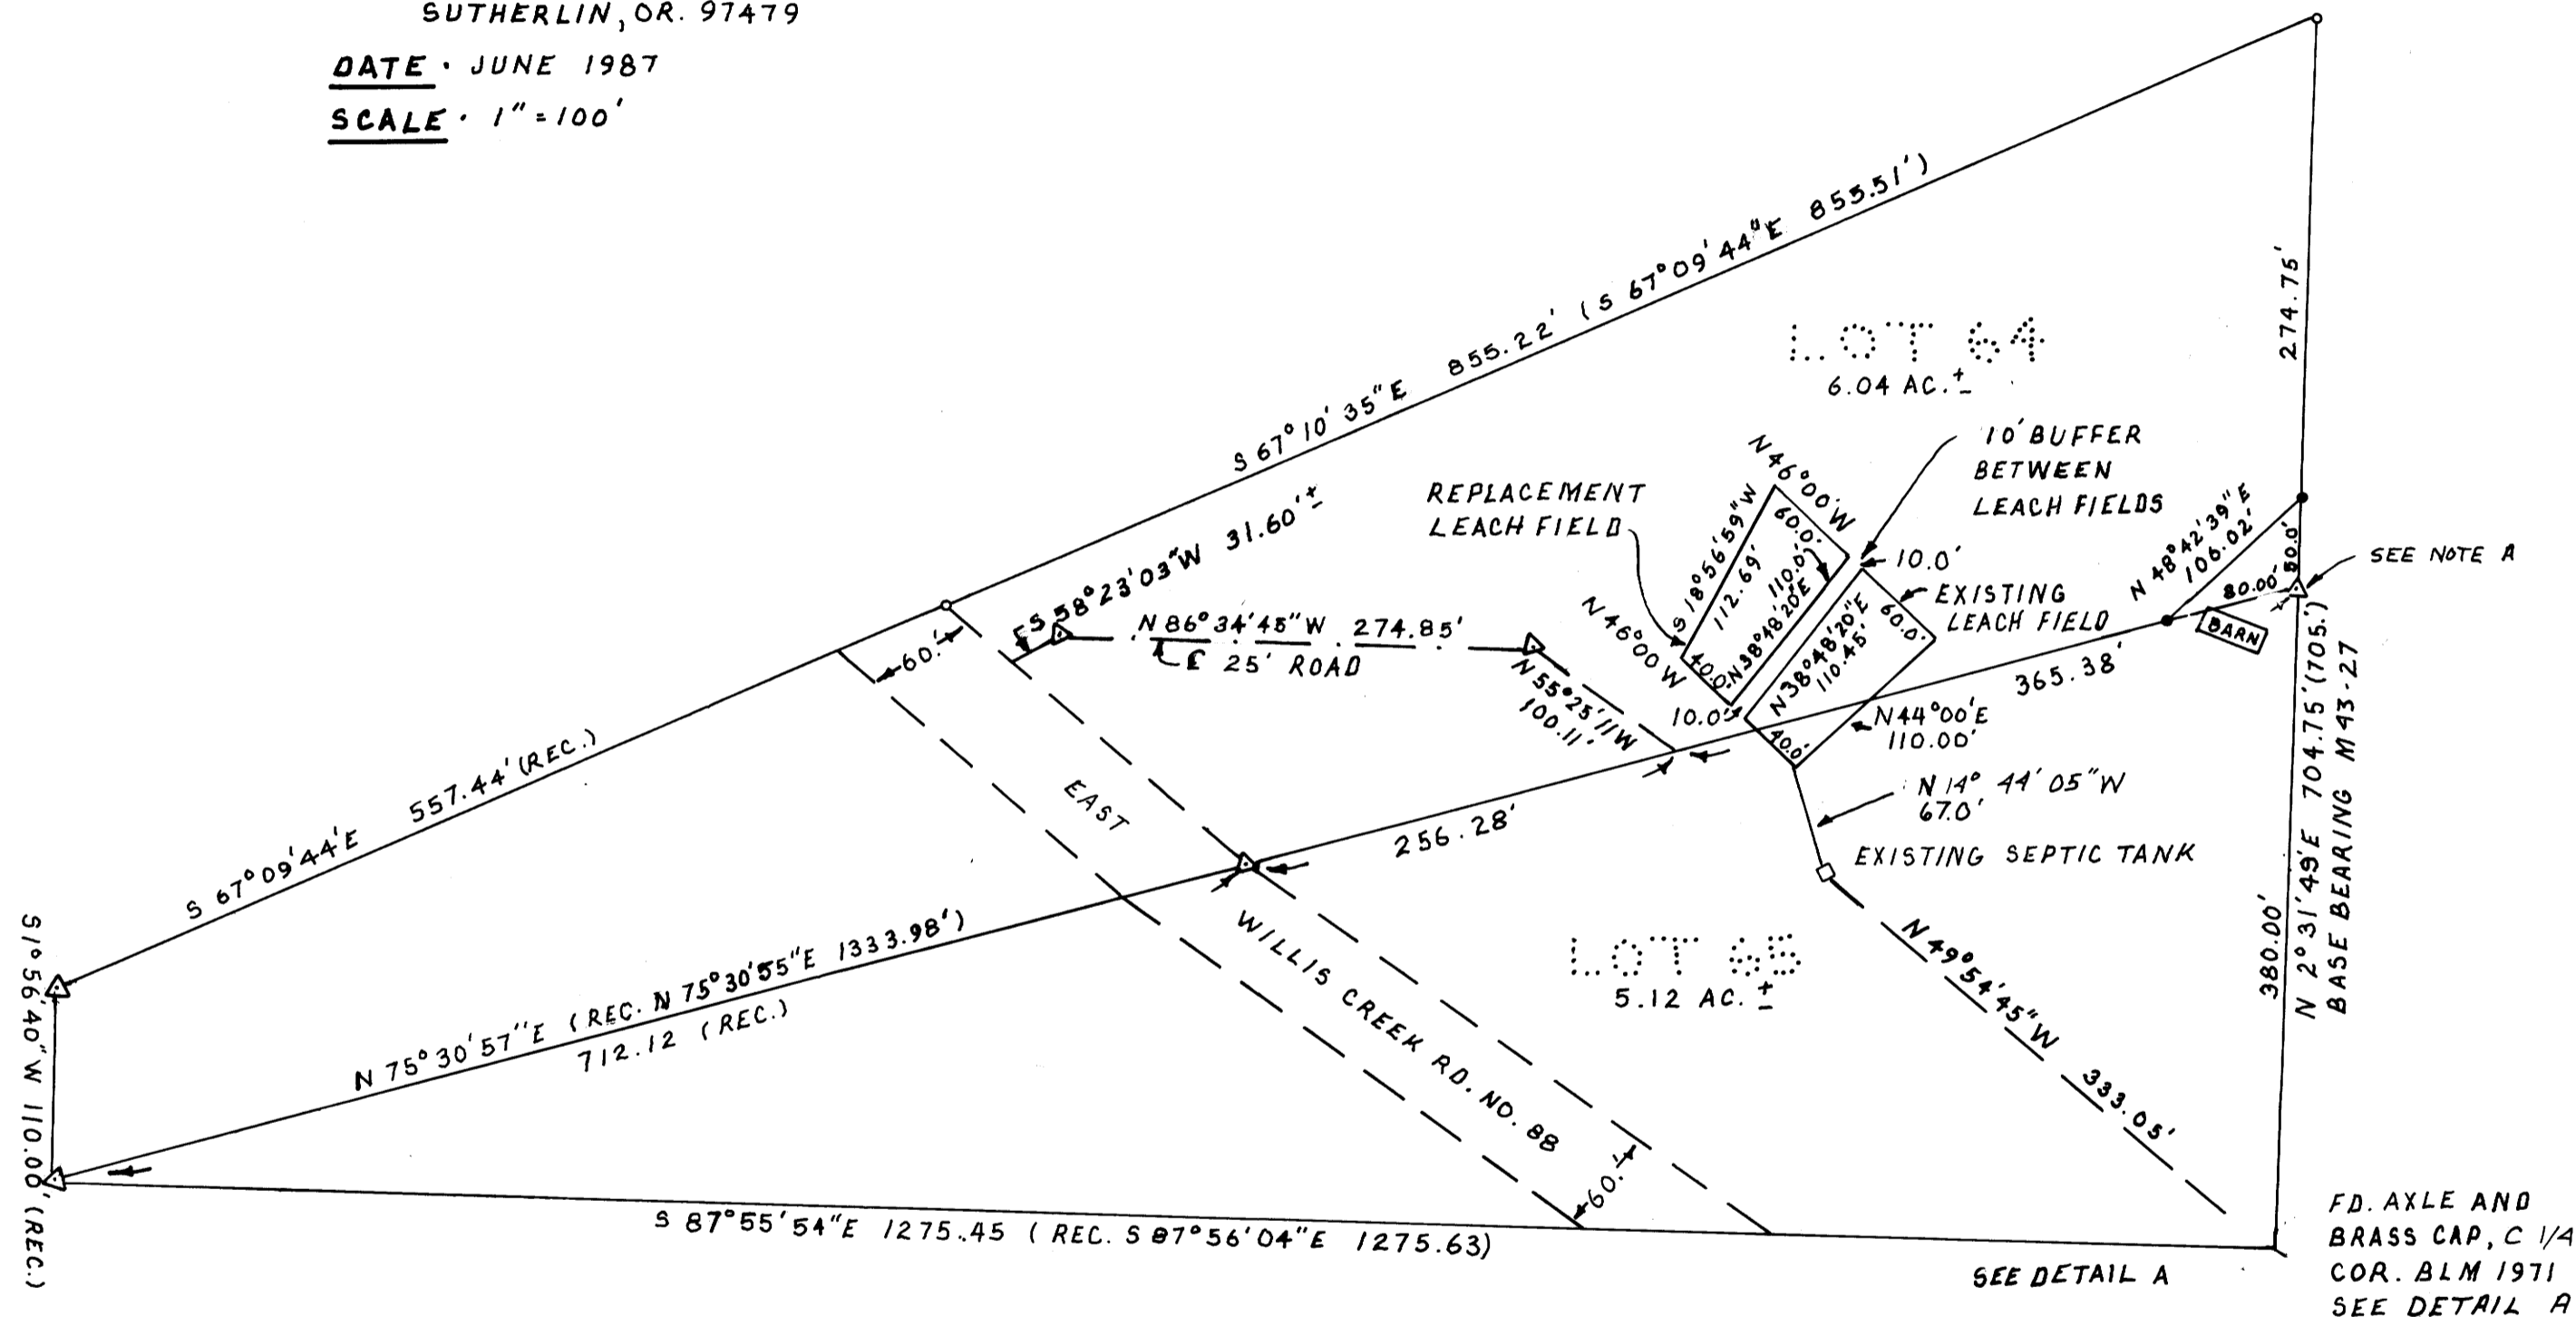 SUTHERLIN, OR. 97479
DATE · JUNE 1987
SCALE · 1" = 100'
S 67°10'35"E 855.22' (S 67°09'44"E 855.51')
274.75'
LOT 64
6.04 AC. ±
10' BUFFER
BETWEEN
LEACH FIELDS
REPLACEMENT
LEACH FIELD
N 46°00'W
60.0'
S 18°56'59"W
112.69'
110.0'
N 38°48'20"E
40.0'
N 46°00'W
10.0'
EXISTING
LEACH FIELD
60.0'
N 38°48'20"E
110.45'
10.0'
40.0'
N 44°00'E
110.00'
N 48°42'39"E
106.02'
50.0'
80.00'
BARN
SEE NOTE A
S 58°23'03"W 31.60'±
N 86°34'45"W 274.85'
℄ 25' ROAD
N 55°25'11"W
100.11'
60.'
365.38'
256.28'
S 67°09'44'E 557.44' (REC.)
EAST
WILLIS CREEK RD. NO. 88
60.'
N 14° 44' 05"W
67.0'
EXISTING SEPTIC TANK
LOT 65
5.12 AC. ±
N 49°54'45"W 333.05'
380.00'
N 2°31'49'E 704.75' (705.')
BASE BEARING M43-27
S 1°56'40"W 110.00' (REC.)
N 75°30'57"E (REC. N 75°30'55"E 1333.98')
712.12 (REC.)
S 87°55'54"E 1275.45 (REC. S 87°56'04"E 1275.63)
SEE DETAIL A
FD. AXLE AND
BRASS CAP, C 1/4
COR. BLM 1971
SEE DETAIL A